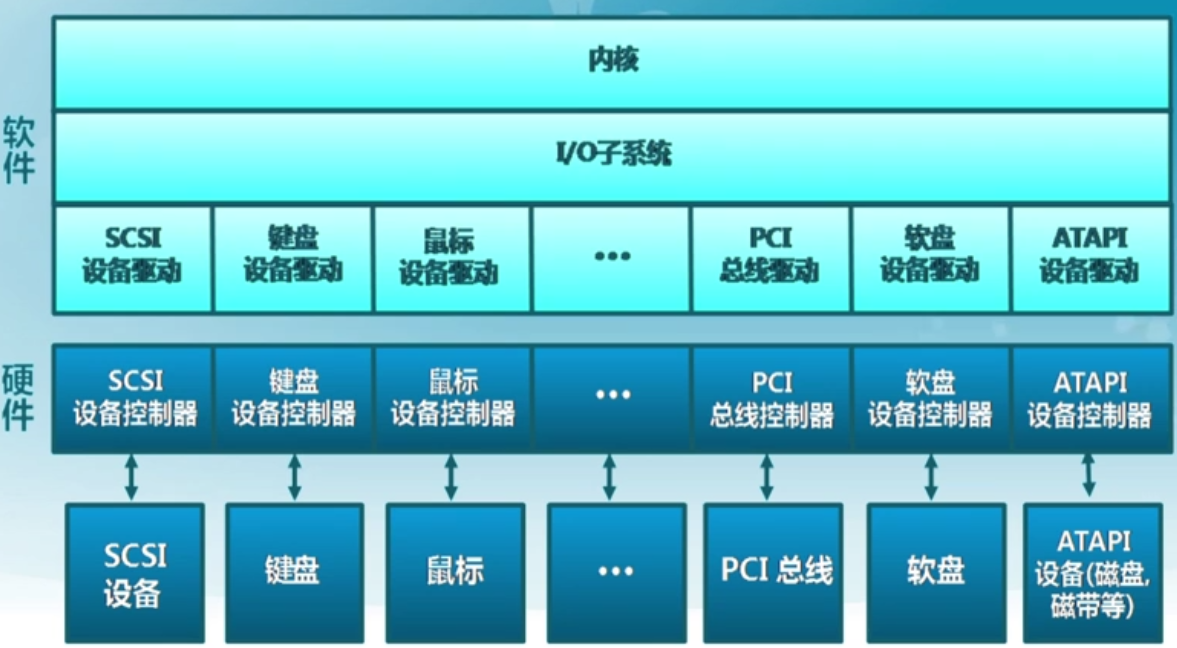 软件
内核
I/O子系统
SCSI
设备驱动
键盘
设备驱动
鼠标
设备驱动
...
PCI
总线驱动
软盘
设备驱动
ATAPI
设备驱动
硬件
SCSI
设备控制器
键盘
设备控制器
鼠标
设备控制器
...
PCI
总线控制器
软盘
设备控制器
ATAPI
设备控制器
SCSI
设备
键盘
鼠标
...
PCI 总线
软盘
ATAPI
设备(磁盘,
磁带等)